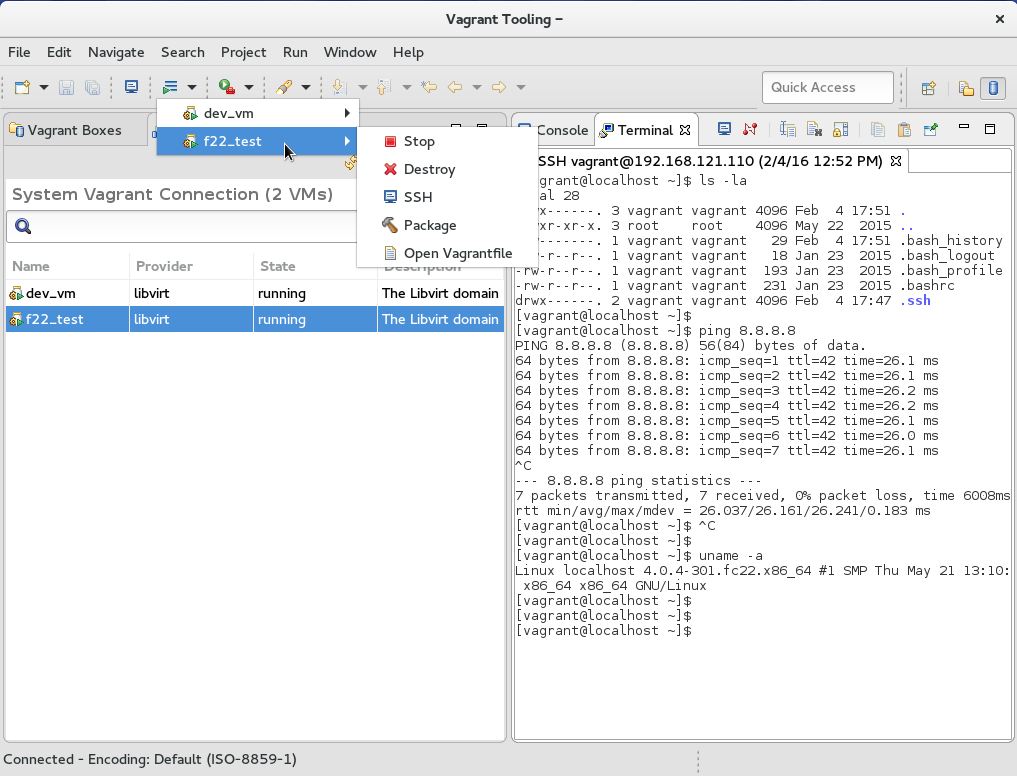 Vagrant Tooling –
File Edit Navigate Search Project Run Window Help
Quick Access
dev_vm
f22_test
Stop
Destroy
SSH
Package
Open Vagrantfile
Vagrant Boxes
System Vagrant Connection (2 VMs)
Name Provider State Description
dev_vm libvirt running The Libvirt domain
f22_test libvirt running The Libvirt domain
Console Terminal
SSH vagrant@192.168.121.110 (2/4/16 12:52 PM)
grant@localhost ~]$ ls -la
al 28
wx------. 3 vagrant vagrant 4096 Feb  4 17:51 .
wxr-xr-x. 3 root    root    4096 May 22  2015 ..
-------. 1 vagrant vagrant   29 Feb  4 17:51 .bash_history
-r--r--. 1 vagrant vagrant   18 Jan 23  2015 .bash_logout
-rw-r--r--. 1 vagrant vagrant  193 Jan 23  2015 .bash_profile
-rw-r--r--. 1 vagrant vagrant  231 Jan 23  2015 .bashrc
drwx------. 2 vagrant vagrant 4096 Feb  4 17:47 .ssh
[vagrant@localhost ~]$
[vagrant@localhost ~]$ ping 8.8.8.8
PING 8.8.8.8 (8.8.8.8) 56(84) bytes of data.
64 bytes from 8.8.8.8: icmp_seq=1 ttl=42 time=26.1 ms
64 bytes from 8.8.8.8: icmp_seq=2 ttl=42 time=26.1 ms
64 bytes from 8.8.8.8: icmp_seq=3 ttl=42 time=26.2 ms
64 bytes from 8.8.8.8: icmp_seq=4 ttl=42 time=26.2 ms
64 bytes from 8.8.8.8: icmp_seq=5 ttl=42 time=26.1 ms
64 bytes from 8.8.8.8: icmp_seq=6 ttl=42 time=26.0 ms
64 bytes from 8.8.8.8: icmp_seq=7 ttl=42 time=26.1 ms
^C
--- 8.8.8.8 ping statistics ---
7 packets transmitted, 7 received, 0% packet loss, time 6008ms
rtt min/avg/max/mdev = 26.037/26.161/26.241/0.183 ms
[vagrant@localhost ~]$ ^C
[vagrant@localhost ~]$
[vagrant@localhost ~]$ uname -a
Linux localhost 4.0.4-301.fc22.x86_64 #1 SMP Thu May 21 13:10:
x86_64 x86_64 GNU/Linux
[vagrant@localhost ~]$
[vagrant@localhost ~]$
[vagrant@localhost ~]$
Connected - Encoding: Default (ISO-8859-1)